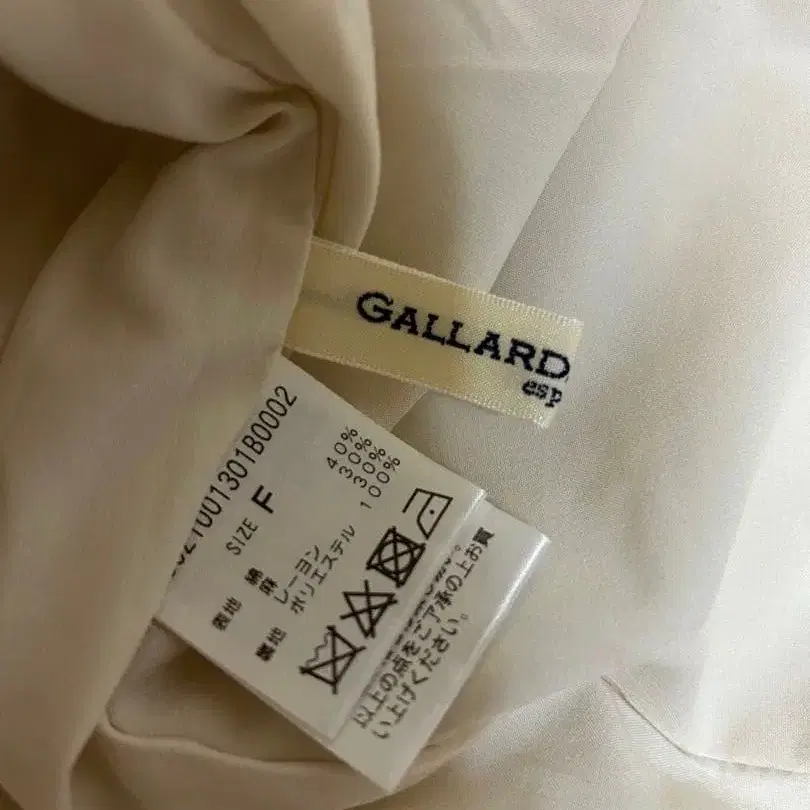 GALLARD
esp
21001301B0002
SIZE F
表地 綿 40%
麻 30%
レーヨン 30%
裏地 ポリエステル 100%
以上の点をご了承の上お買
い上げください。